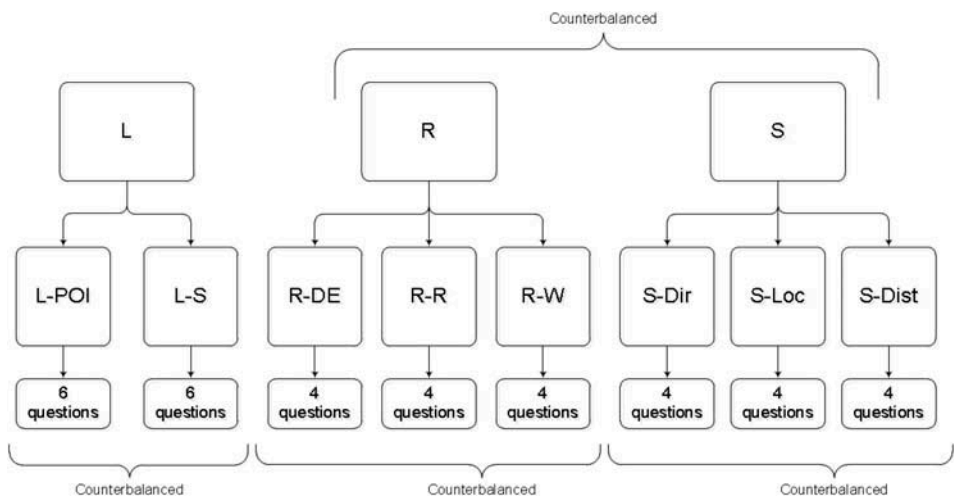 Counterbalanced
L
R
S
L-POI
L-S
R-DE
R-R
R-W
S-Dir
S-Loc
S-Dist
6
questions
6
questions
4
questions
4
questions
4
questions
4
questions
4
questions
4
questions
Counterbalanced
Counterbalanced
Counterbalanced